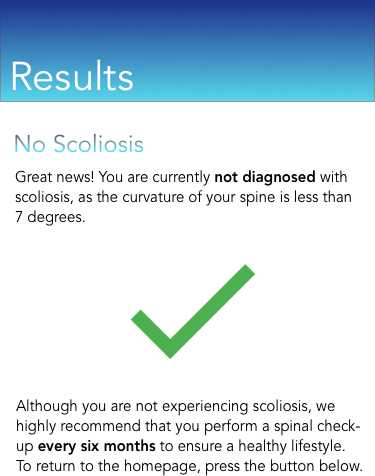 Results
No Scoliosis
Great news! You are currently not diagnosed with
scoliosis, as the curvature of your spine is less than
7 degrees.
Although you are not experiencing scoliosis, we
highly recommend that you perform a spinal check-
up every six months to ensure a healthy lifestyle.
To return to the homepage, press the button below.